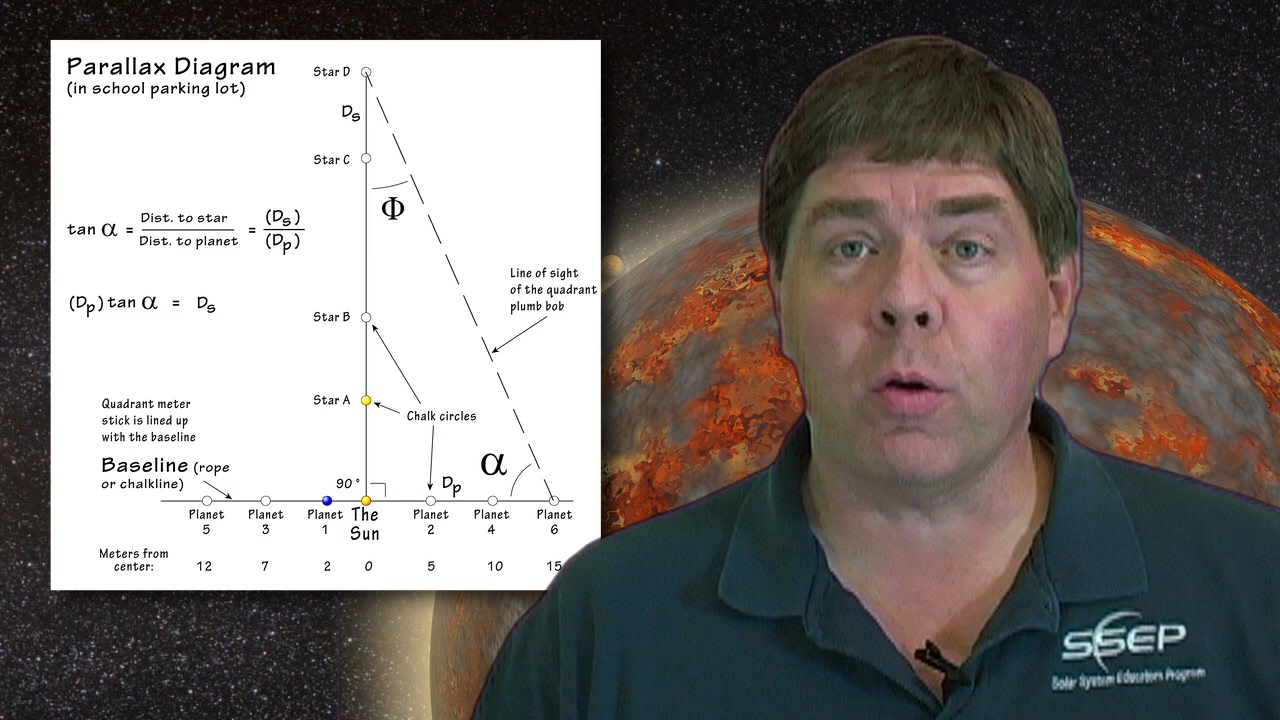 Parallax Diagram
(in school parking lot)
Star D
Ds
Star C
Φ
tan α = Dist. to star / Dist. to planet = (Ds) / (Dp)
Line of sight
of the quadrant
plumb bob
(Dp) tan α = Ds
Star B
Star A
Chalk circles
Quadrant meter
stick is lined up
with the baseline
Baseline (rope
or chalkline)
α
90°
Dp
Planet 5
Planet 3
Planet 1
The Sun
Planet 2
Planet 4
Planet 6
Meters from
center: 12 7 2 0 5 10 15
SSEP
Solar System Educators Program